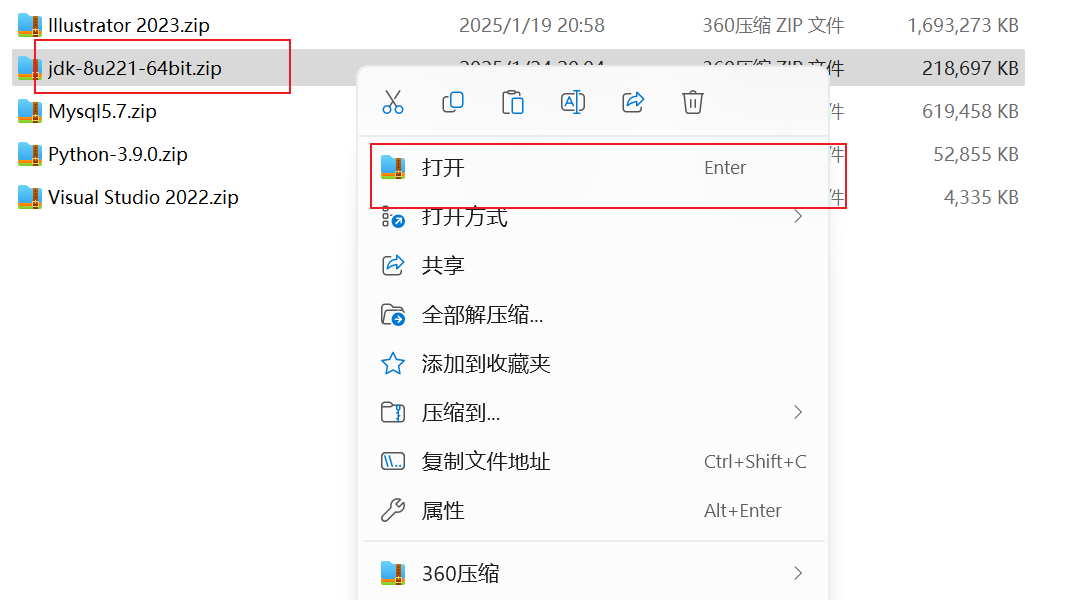 Illustrator 2023.zip 2025/1/19 20:58 360压缩 ZIP 文件 1,693,273 KB
jdk-8u221-64bit.zip 2025/1/24 20:04 360压缩 ZIP 文件 218,697 KB
Mysql5.7.zip 件 619,458 KB
Python-3.9.0.zip 件 52,855 KB
Visual Studio 2022.zip 件 4,335 KB
打开 Enter
打开方式
共享
全部解压缩...
添加到收藏夹
压缩到...
复制文件地址 Ctrl+Shift+C
属性 Alt+Enter
360压缩